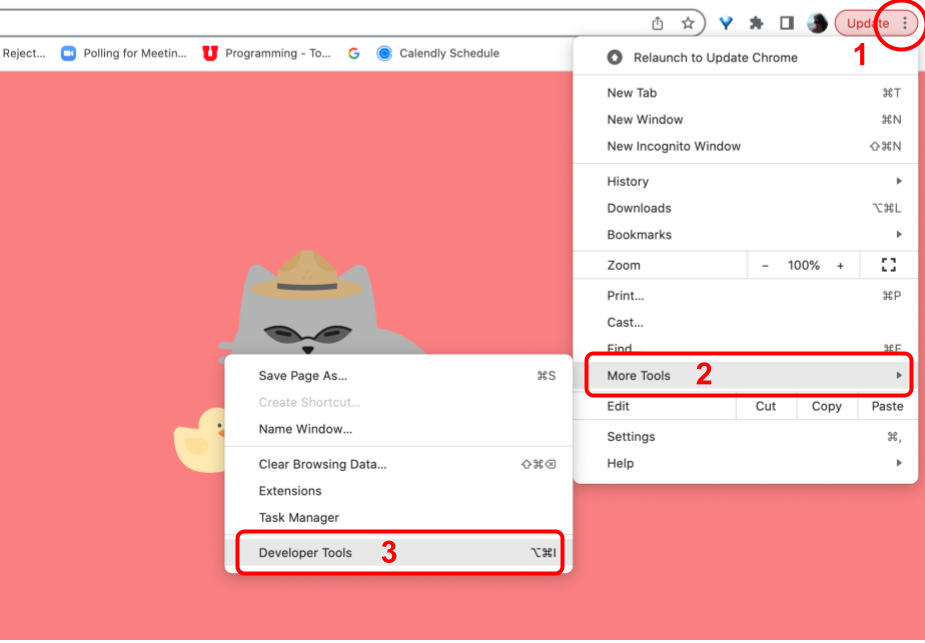 Update
1
Reject...
Polling for Meetin...
Programming - To...
Calendly Schedule
Relaunch to Update Chrome
New Tab ⌘T
New Window ⌘N
New Incognito Window ⇧⌘N
History
Downloads ⌥⌘L
Bookmarks
Zoom - 100% +
Print... ⌘P
Cast...
Find... ⌘F
More Tools 2
Edit Cut Copy Paste
Settings ⌘,
Help
Save Page As... ⌘S
Create Shortcut...
Name Window...
Clear Browsing Data... ⇧⌘⌫
Extensions
Task Manager
Developer Tools 3 ⌥⌘I